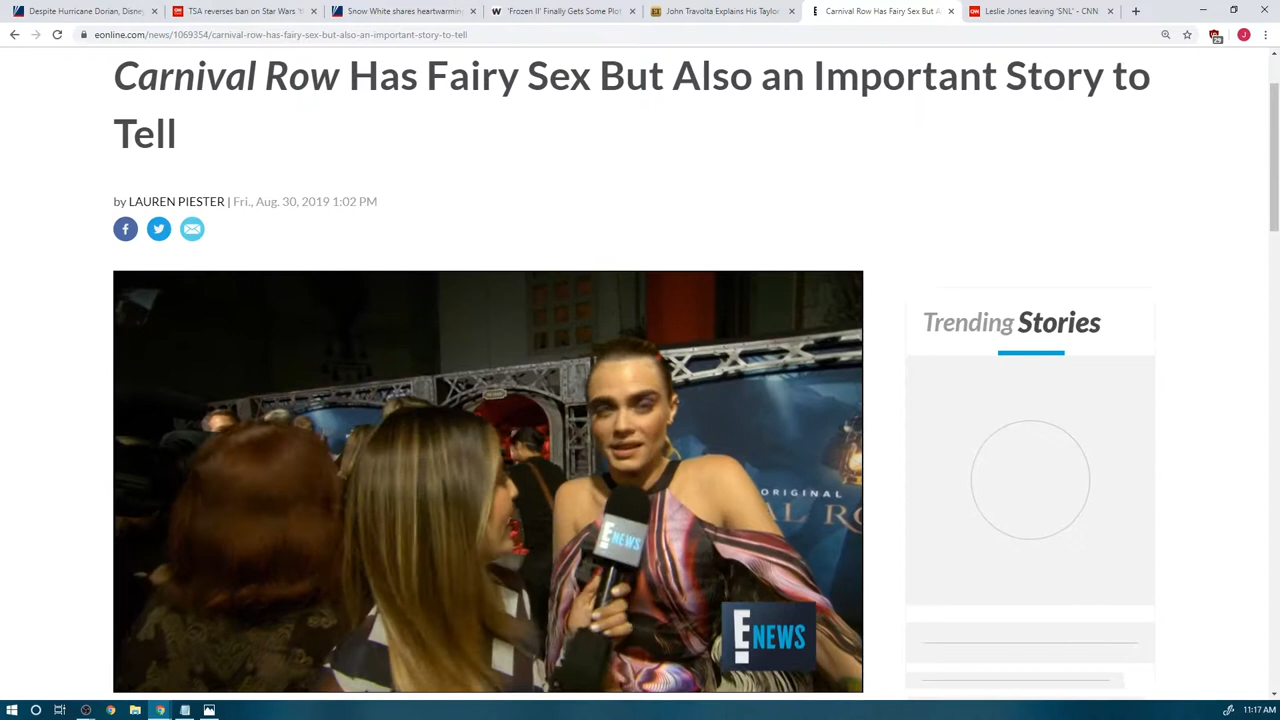 Despite Hurricane Dorian, Disney
TSA reverses ban on Star Wars
Snow White shares heartwarming
'Frozen II' Finally Gets Some Plot
John Travolta Explains His Taylor
Carnival Row Has Fairy Sex But A
Leslie Jones leaving 'SNL' - CNN
eonline.com/news/1069354/carnival-row-has-fairy-sex-but-also-an-important-story-to-tell
29
J
Carnival Row Has Fairy Sex But Also an Important Story to
Tell
by LAUREN PIESTER | Fri., Aug. 30, 2019 1:02 PM
Trending Stories
ORIGINAL
AL RO
E NEWS
E NEWS
11:17 AM